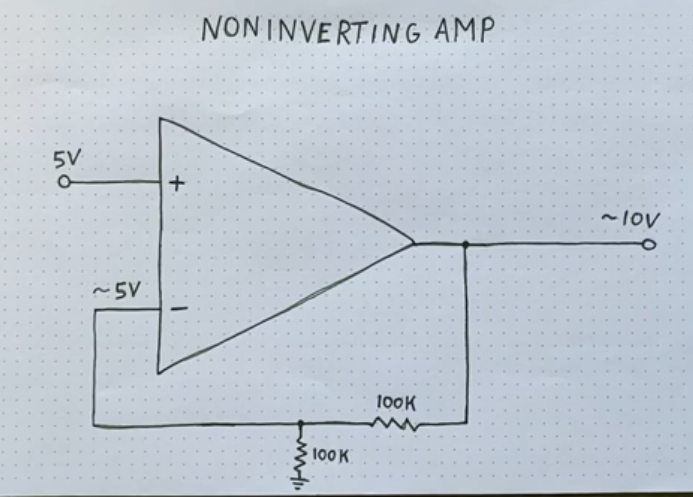 NONINVERTING AMP
5V
+
~10V
~5V
-
100K
100K